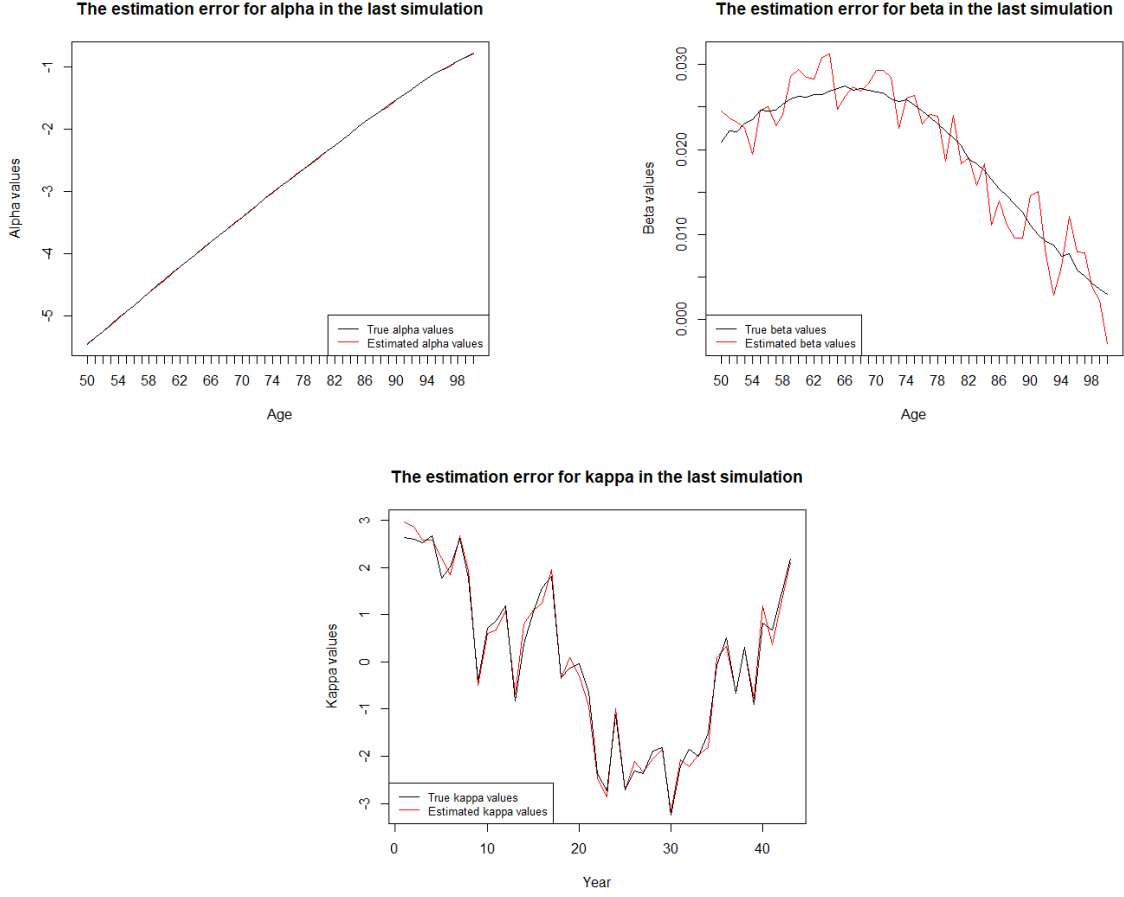 The estimation error for alpha in the last simulation
Alpha values
-1
-2
-3
-4
-5
True alpha values
Estimated alpha values
50 54 58 62 66 70 74 78 82 86 90 94 98
Age
The estimation error for beta in the last simulation
Beta values
0.030
0.020
0.010
0.000
True beta values
Estimated beta values
50 54 58 62 66 70 74 78 82 86 90 94 98
Age
The estimation error for kappa in the last simulation
Kappa values
3
2
1
0
-1
-2
-3
True kappa values
Estimated kappa values
0 10 20 30 40
Year